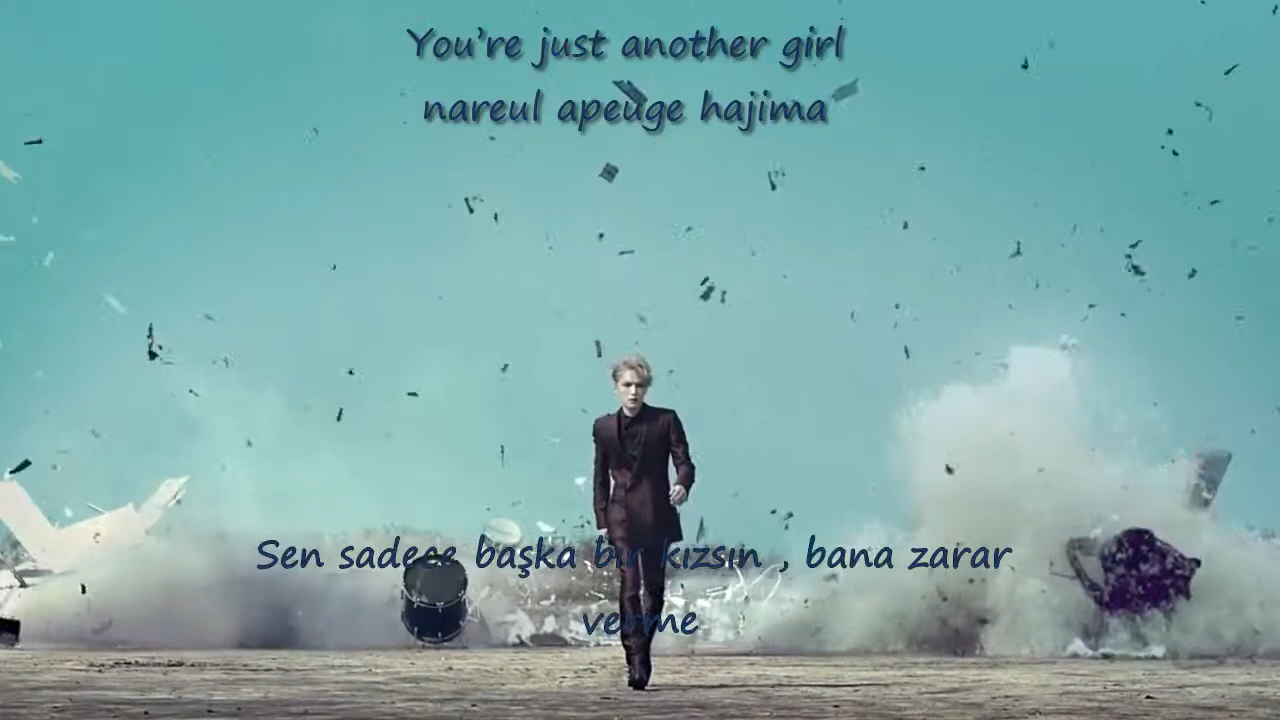 You're just another girl
nareul apeuge hajima
Sen sadece başka bir kızsın , bana zarar
verme